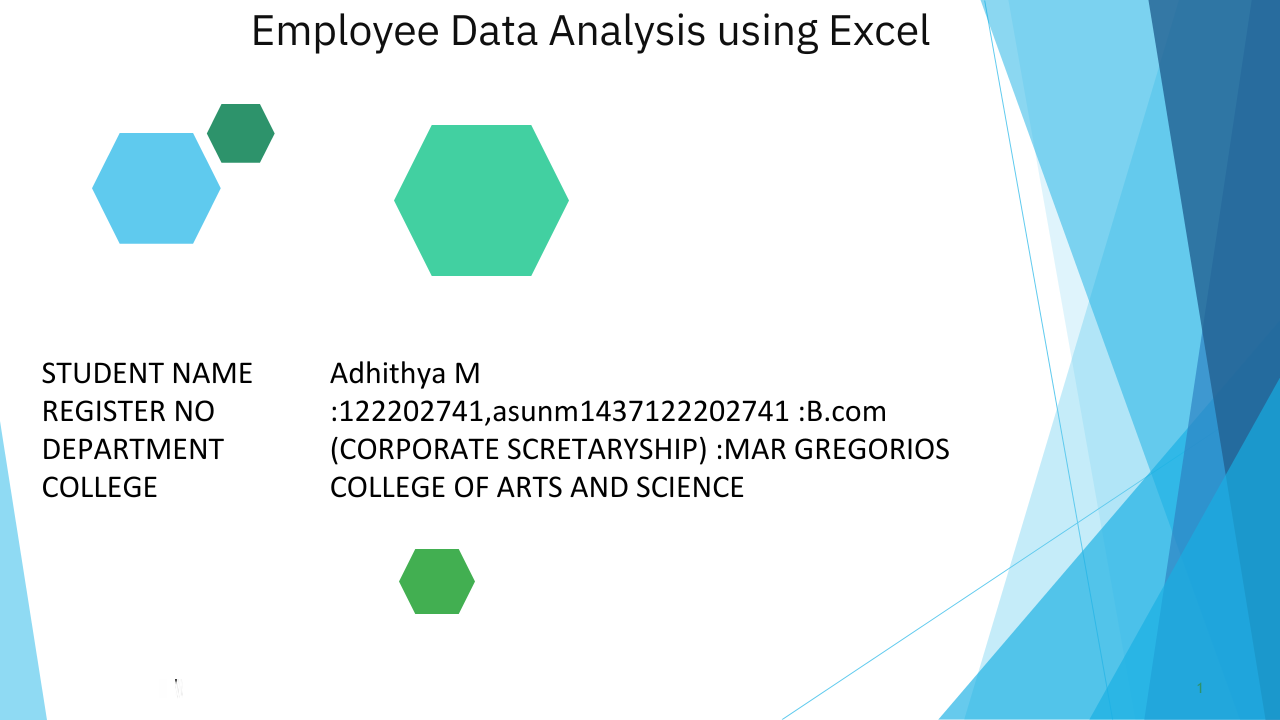 Employee Data Analysis using Excel
STUDENT NAME Adhithya M
REGISTER NO :122202741,asunm1437122202741 :B.com
DEPARTMENT (CORPORATE SCRETARYSHIP) :MAR GREGORIOS
COLLEGE COLLEGE OF ARTS AND SCIENCE
1